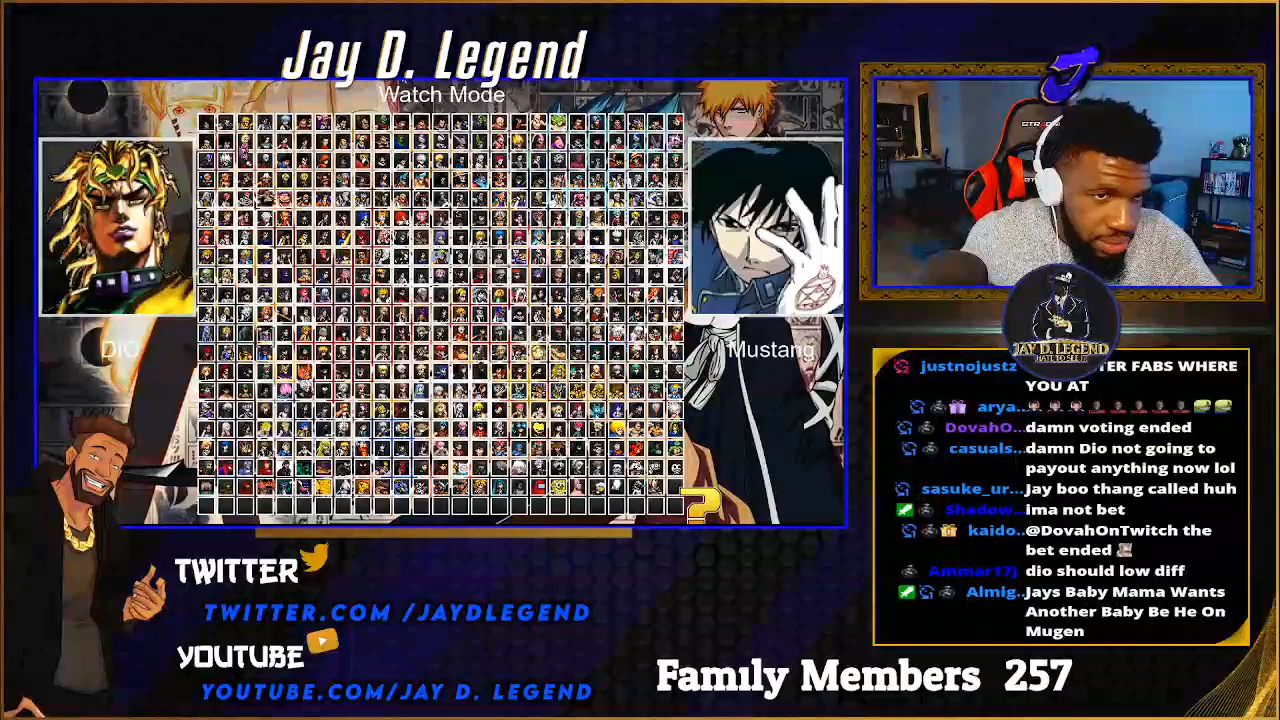 Jay D. Legend
Watch Mode
DIO
Mustang
JAY D. LEGEND
justnojustz
TER FABS WHERE
YOU AT
arya..
DovahO...damn voting ended
casuals...damn Dio not going to
payout anything now lol
sasuke_ur...Jay boo thang called huh
Shadow...ima not bet
kaido..@DovahOnTwitch the
bet ended
Ammar17j dio should low diff
Almig..Jays Baby Mama Wants
Another Baby Be He On
Mugen
TWITTER
TWITTER.COM /JAYDLEGEND
YOUTUBE
YOUTUBE.COM/JAY D. LEGEND
Family Members 257